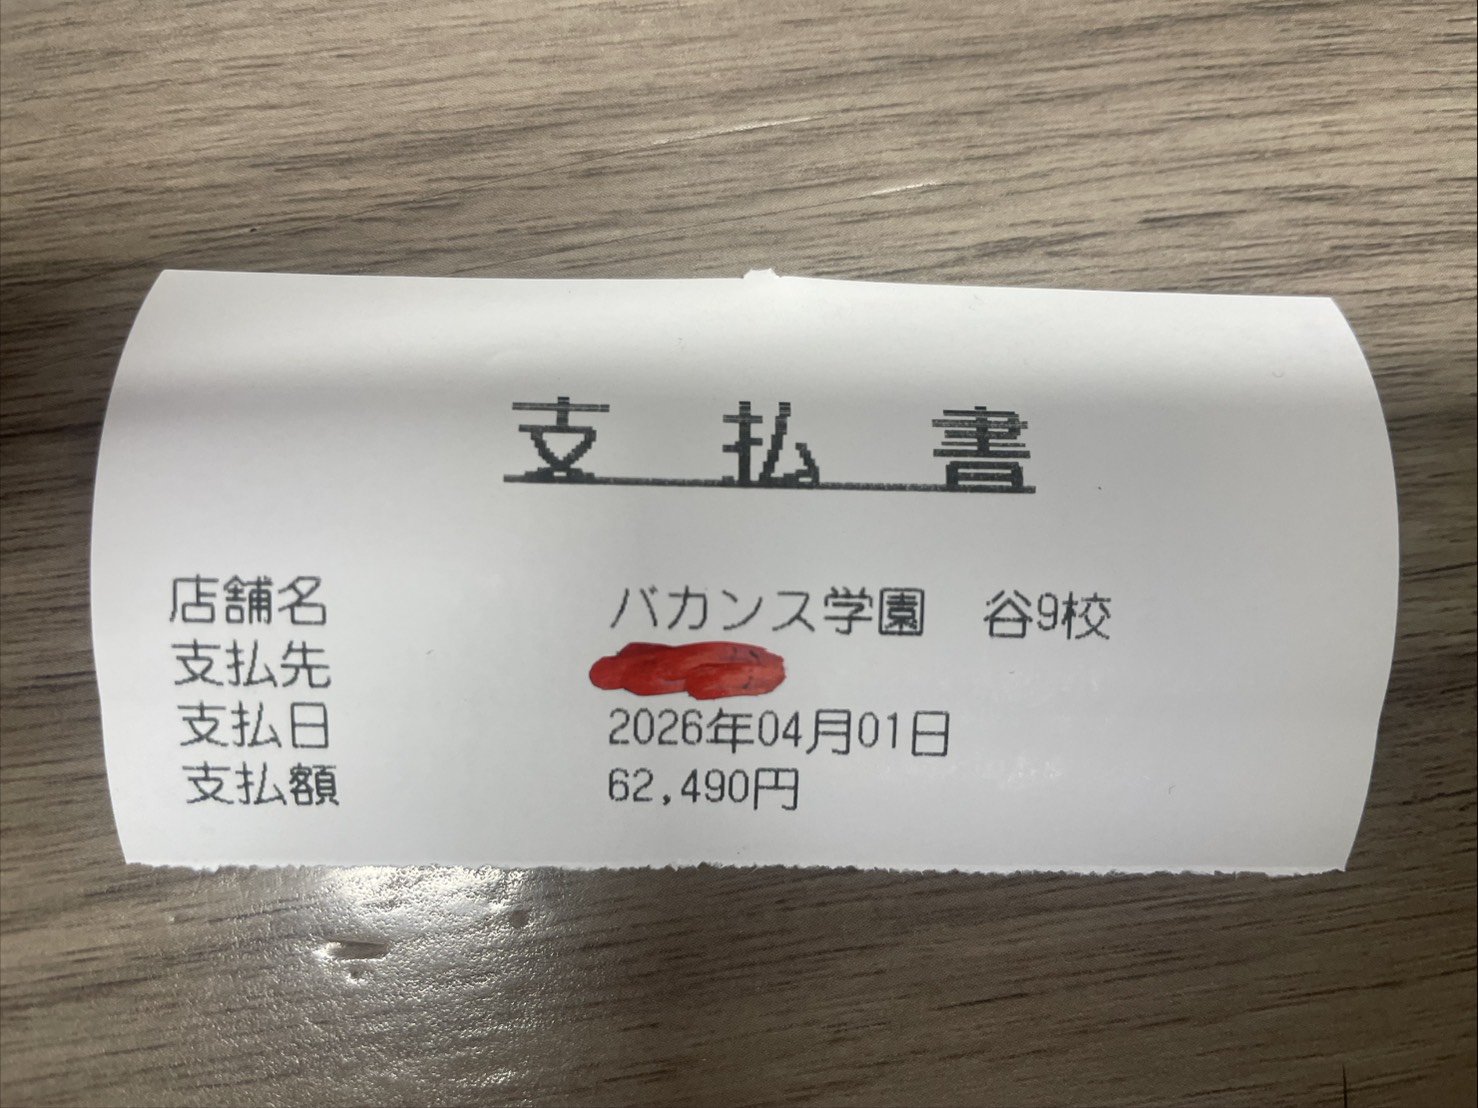 支払書
店舗名 バカンス学園 谷9校
支払先
支払日 2026年04月01日
支払額 62,490円